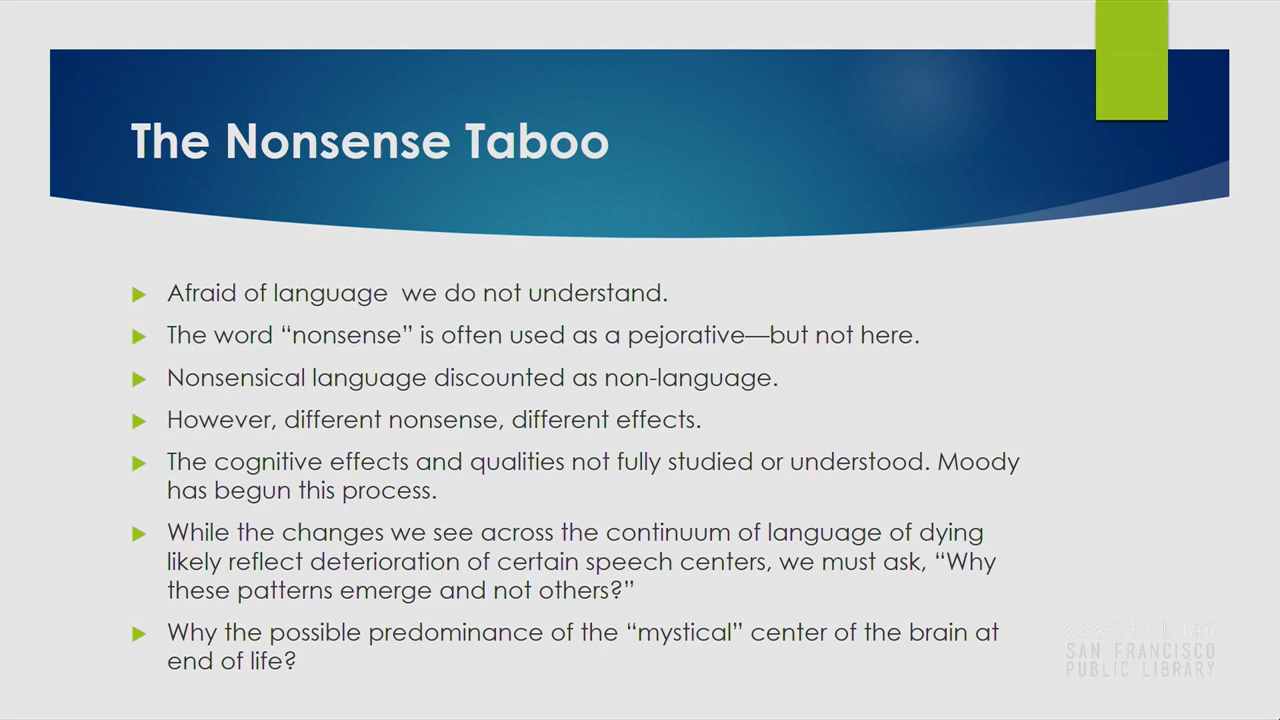 The Nonsense Taboo
Afraid of language  we do not understand.
The word “nonsense” is often used as a pejorative—but not here.
Nonsensical language discounted as non-language.
However, different nonsense, different effects.
The cognitive effects and qualities not fully studied or understood. Moody
has begun this process.
While the changes we see across the continuum of language of dying
likely reflect deterioration of certain speech centers, we must ask, “Why
these patterns emerge and not others?”
Why the possible predominance of the “mystical” center of the brain at
end of life?
SAN FRANCISCO
PUBLIC LIBRARY